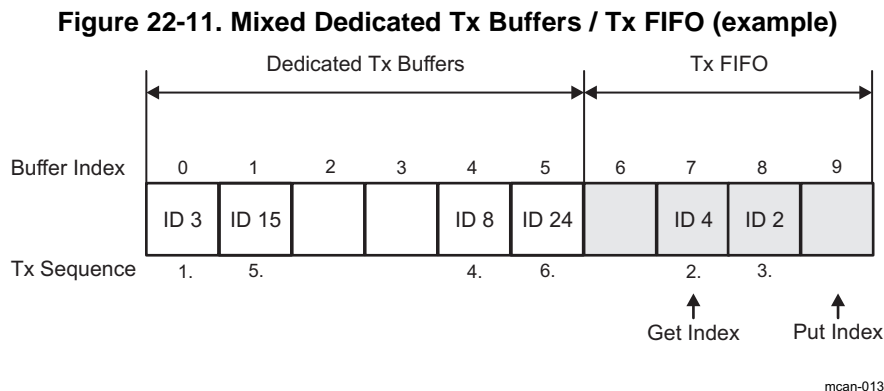 Figure 22-11. Mixed Dedicated Tx Buffers / Tx FIFO (example)
Dedicated Tx Buffers Tx FIFO
Buffer Index 0 1 2 3 4 5 6 7 8 9
ID 3 ID 15 ID 8 ID 24 ID 4 ID 2
Tx Sequence 1. 5. 4. 6. 2. 3.
Get Index Put Index
mcan-013